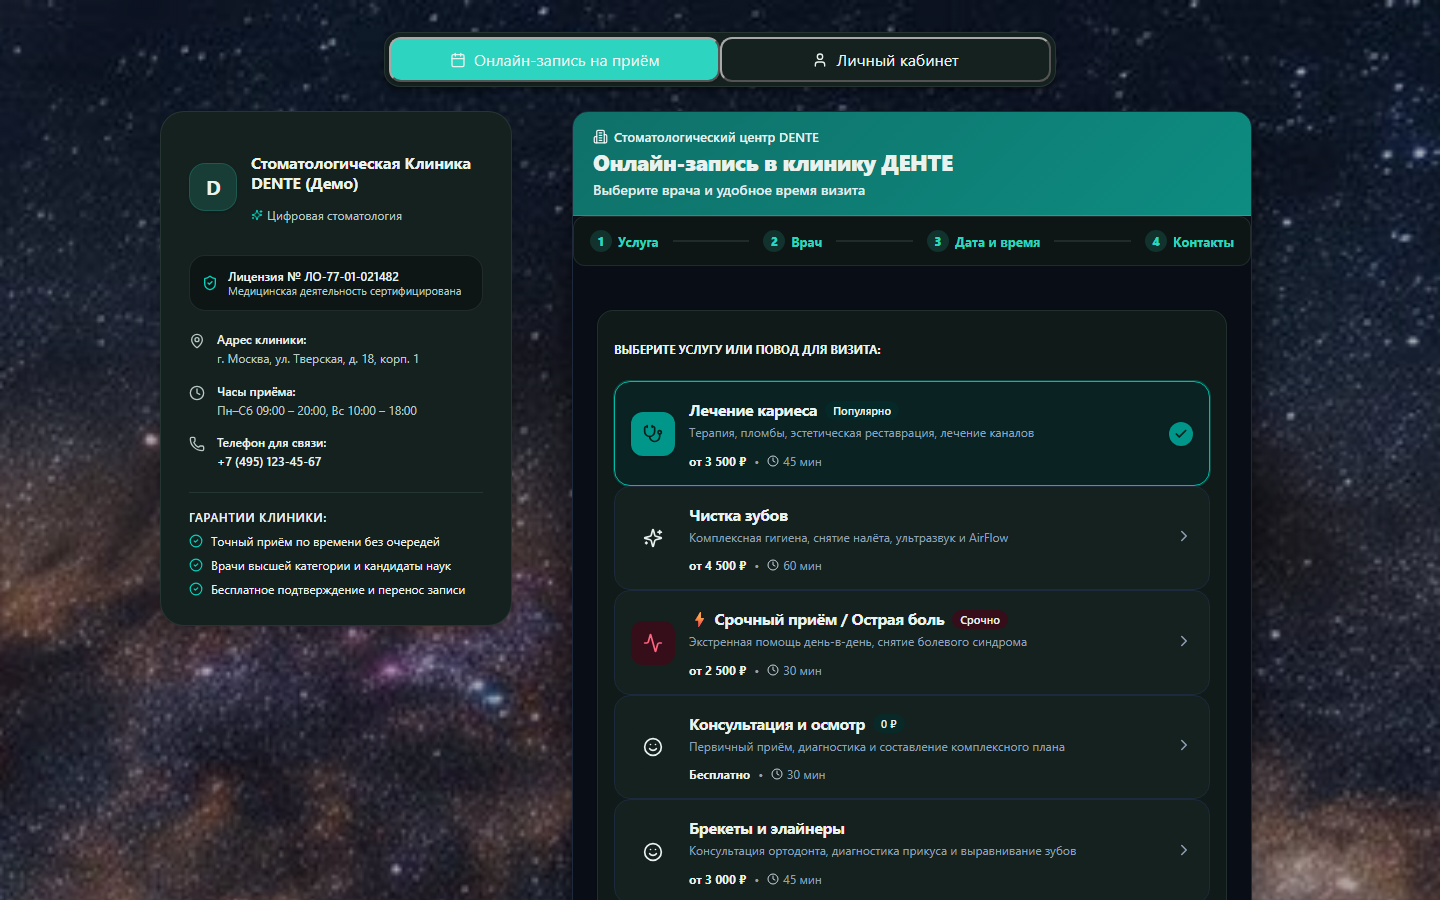 Онлайн-запись на приём
Личный кабинет
D
Стоматологическая Клиника
DENTE (Демо)
Цифровая стоматология
Лицензия № ЛО-77-01-021482
Медицинская деятельность сертифицирована
Адрес клиники:
г. Москва, ул. Тверская, д. 18, корп. 1
Часы приёма:
Пн–Сб 09:00 – 20:00, Вс 10:00 – 18:00
Телефон для связи:
+7 (495) 123-45-67
ГАРАНТИИ КЛИНИКИ:
Точный приём по времени без очередей
Врачи высшей категории и кандидаты наук
Бесплатное подтверждение и перенос записи
Стоматологический центр DENTE
Онлайн-запись в клинику ДЕНТЕ
Выберите врача и удобное время визита
1 Услуга
2 Врач
3 Дата и время
4 Контакты
ВЫБЕРИТЕ УСЛУГУ ИЛИ ПОВОД ДЛЯ ВИЗИТА:
Лечение кариеса Популярно
Терапия, пломбы, эстетическая реставрация, лечение каналов
от 3 500 ₽ • 45 мин
Чистка зубов
Комплексная гигиена, снятие налёта, ультразвук и AirFlow
от 4 500 ₽ • 60 мин
Срочный приём / Острая боль Срочно
Экстренная помощь день-в-день, снятие болевого синдрома
от 2 500 ₽ • 30 мин
Консультация и осмотр 0 ₽
Первичный приём, диагностика и составление комплексного плана
Бесплатно • 30 мин
Брекеты и элайнеры
Консультация ортодонта, диагностика прикуса и выравнивание зубов
от 3 000 ₽ • 45 мин